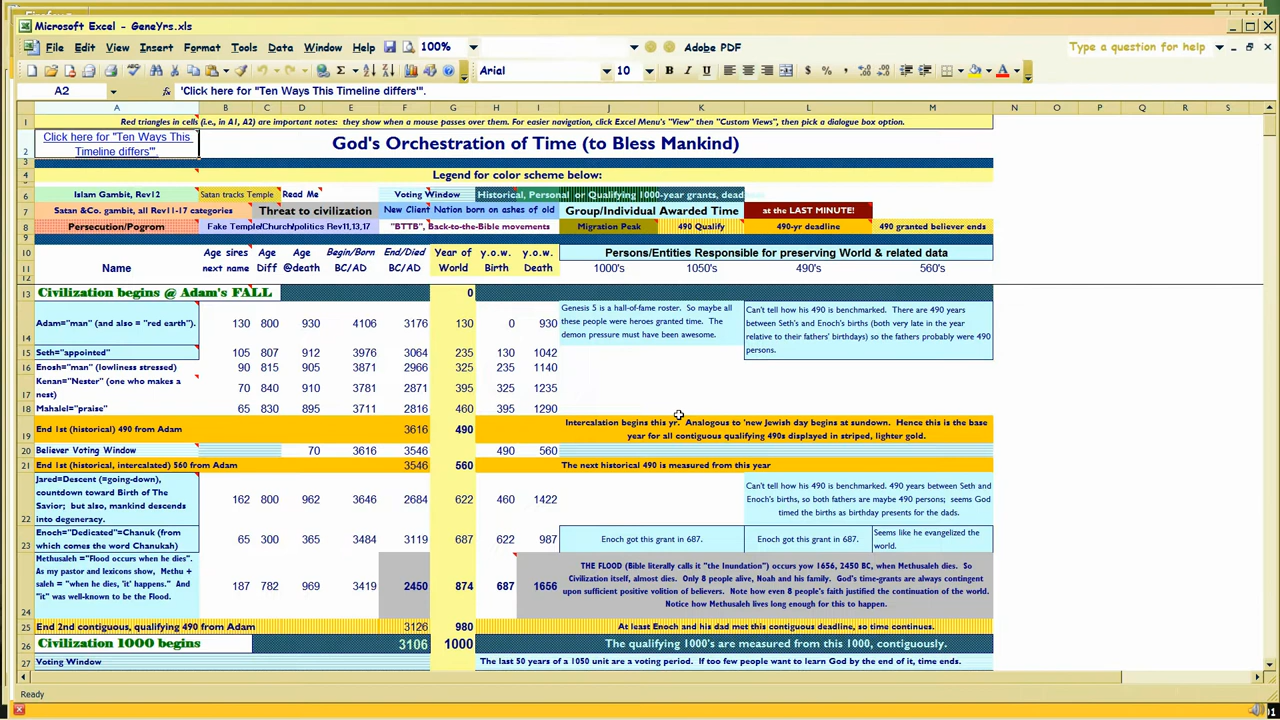 Microsoft Excel - GeneYrs.xls
File Edit View Insert Format Tools Data Window Help 100% Adobe PDF Type a question for help
Arial 10 B I U $ % ,
A2 fx 'Click here for "Ten Ways This Timeline differs'".
A B C D E F G H I J K L M N O P Q R S
1 Red triangles in cells (i.e., in A1, A2) are important notes: they show when a mouse passes over them. For easier navigation, click Excel Menu's "View" then "Custom Views", then pick a dialogue box option.
Click here for "Ten Ways This
2 Timeline differs'". God's Orchestration of Time (to Bless Mankind)
3
4 Legend for color scheme below:
6 Islam Gambit, Rev12 Satan tracks Temple Read Me Voting Window Historical, Personal or Qualifying 1000-year grants, dead
7 Satan &Co. gambit, all Rev11-17 categories Threat to civilization New Client Nation born on ashes of old Group/Individual Awarded Time at the LAST MINUTE!
8 Persecution/Pogrom Fake Temple/Church/politics Rev11,13,17 "BTTB", Back-to-the-Bible movements Migration Peak 490 Qualify 490-yr deadline 490 granted believer ends
9
10 Age sires Age Age Begin/Born End/Died Year of y.o.w. y.o.w. Persons/Entities Responsible for preserving World & related data
11 Name next name Diff @death BC/AD BC/AD World Birth Death 1000's 1050's 490's 560's
12
13 Civilization begins @ Adam's FALL 0
14 Adam="man" (and also = "red earth"). 130 800 930 4106 3176 130 0 930
Genesis 5 is a hall-of-fame roster. So maybe all
these people were heroes granted time. The
demon pressure must have been awesome.
Can't tell how his 490 is benchmarked. There are 490 years
between Seth's and Enoch's births (both very late in the year
relative to their fathers' birthdays) so the fathers probably were 490
persons.
15 Seth="appointed" 105 807 912 3976 3064 235 130 1042
16 Enosh="man" (lowliness stressed) 90 815 905 3871 2966 325 235 1140
Kenan="Nester" (one who makes a
17 nest) 70 840 910 3781 2871 395 325 1235
18 Mahalel="praise" 65 830 895 3711 2816 460 395 1290
19 End 1st (historical) 490 from Adam 3616 490
Intercalation begins this yr. Analogous to 'new Jewish day begins at sundown. Hence this is the base
year for all contiguous qualifying 490s displayed in striped, lighter gold.
20 Believer Voting Window 70 3616 3546 490 560
21 End 1st (historical, intercalated) 560 from Adam 3546 560 The next historical 490 is measured from this year
Jared=Descent (=going-down),
countdown toward Birth of The
Savior; but also, mankind descends
22 into degeneracy. 162 800 962 3646 2684 622 460 1422
Can't tell how his 490 is benchmarked. 490 years between Seth and
Enoch's births, so both fathers are maybe 490 persons; seems God
timed the births as birthday presents for the dads.
Enoch="Dedicated"=Chanuk (from
23 which comes the word Chanukah) 65 300 365 3484 3119 687 622 987 Enoch got this grant in 687. Enoch got this grant in 687.
Seems like he evangelized the
world.
Methusaleh ="Flood occurs when he dies".
As my pastor and lexicons show, Methu +
saleh = "when he dies, 'it' happens." And
"it" was well-known to be the Flood.
24 187 782 969 3419 2450 874 687 1656
THE FLOOD (Bible literally calls it "the Inundation") occurs yow 1656, 2450 BC, when Methusaleh dies. So
Civilization itself, almost dies. Only 8 people alive, Noah and his family. God's time-grants are always contingent
upon sufficient positive volition of believers. Note how even 8 people's faith justified the continuation of the world.
Notice how Methusaleh lives long enough for this to happen.
25 End 2nd contiguous, qualifying 490 from Adam 3126 980 At least Enoch and his dad met this contiguous deadline, so time continues.
26 Civilization 1000 begins 3106 1000 The qualifying 1000's are measured from this 1000, contiguously.
27 Voting Window The last 50 years of a 1050 unit are a voting period. If too few people want to learn God by the end of it, time ends.
Ready